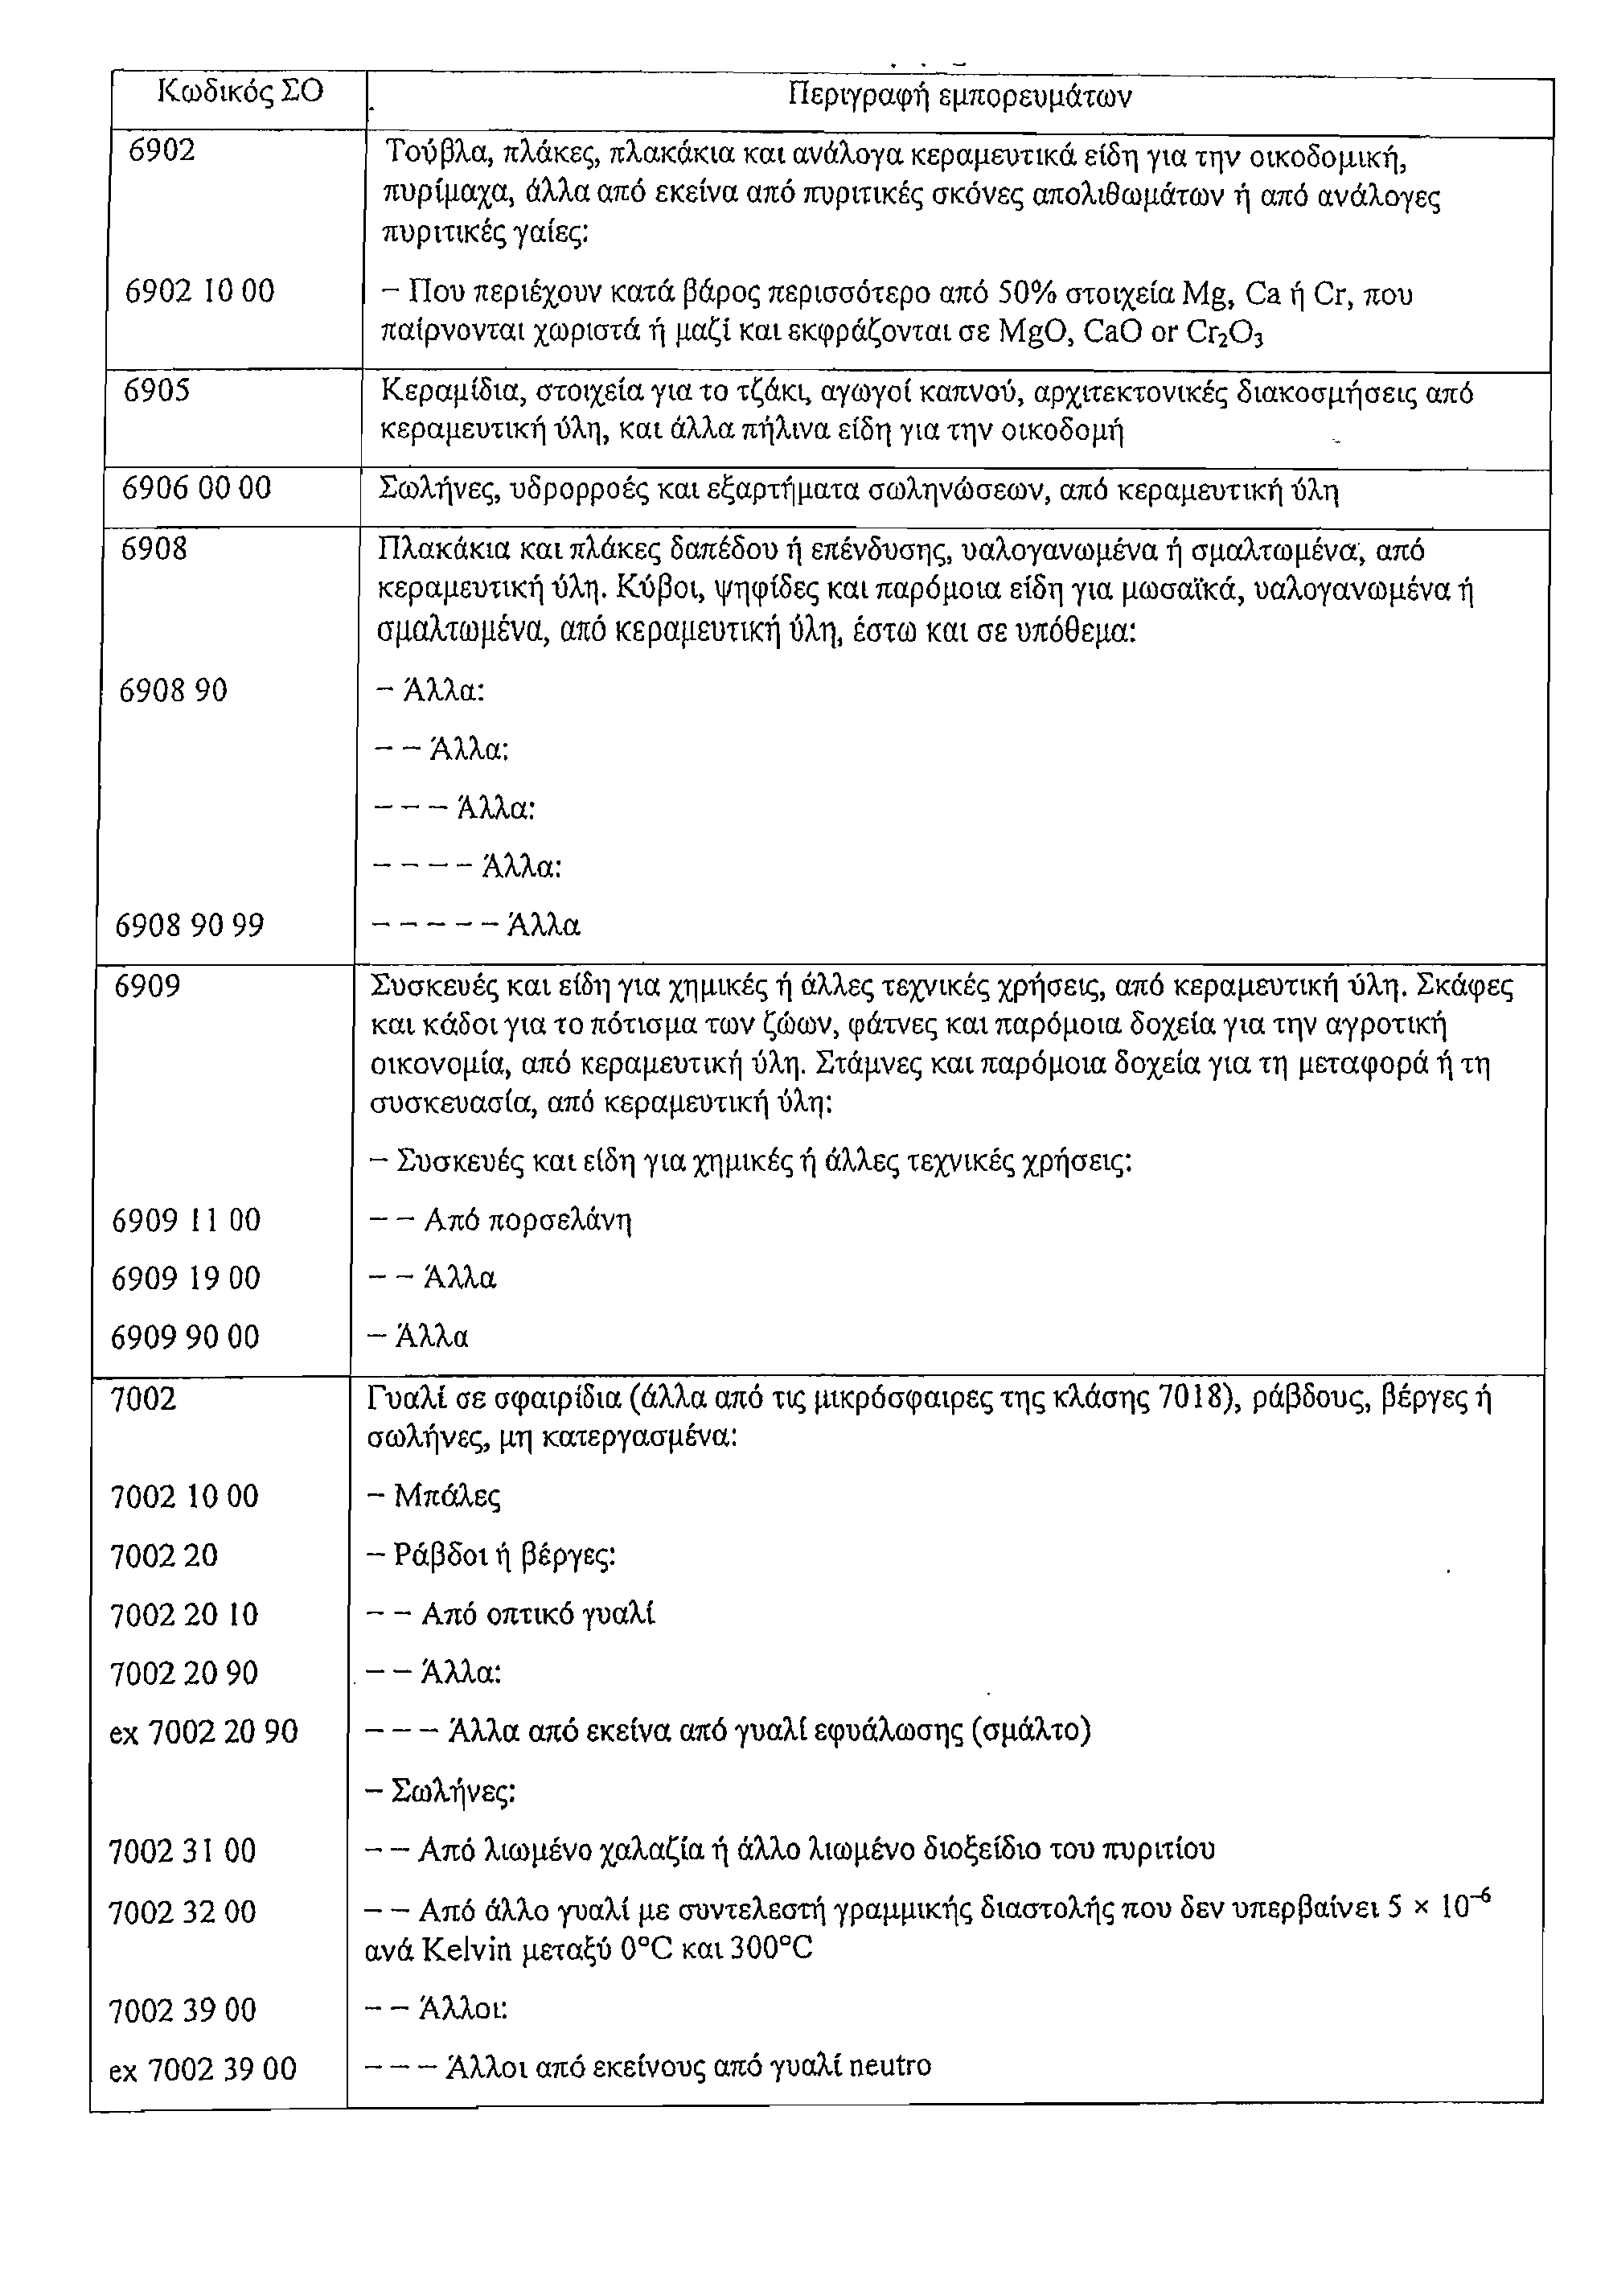 Κωδικός ΣΟ Περιγραφή εμπορευμάτων
6902 Τούβλα, πλάκες, πλακάκια και ανάλογα κεραμευτικά είδη για την οικοδομική,
πυρίμαχα, άλλα από εκείνα από πυριτικές σκόνες απολιθωμάτων ή από ανάλογες
πυριτικές γαίες:
6902 10 00 – Που περιέχουν κατά βάρος περισσότερο από 50% στοιχεία Mg, Ca ή Cr, που
παίρνονται χωριστά ή μαζί και εκφράζονται σε MgO, CaO or Cr₂O₃
6905 Κεραμίδια, στοιχεία για το τζάκι, αγωγοί καπνού, αρχιτεκτονικές διακοσμήσεις από
κεραμευτική ύλη, και άλλα πήλινα είδη για την οικοδομή
6906 00 00 Σωλήνες, υδρορροές και εξαρτήματα σωληνώσεων, από κεραμευτική ύλη
6908 Πλακάκια και πλάκες δαπέδου ή επένδυσης, υαλογανωμένα ή σμαλτωμένα, από
κεραμευτική ύλη. Κύβοι, ψηφίδες και παρόμοια είδη για μωσαϊκά, υαλογανωμένα ή
σμαλτωμένα, από κεραμευτική ύλη, έστω και σε υπόθεμα:
6908 90 – Άλλα:
– – Άλλα:
– – – Άλλα:
– – – – Άλλα:
6908 90 99 – – – – – Άλλα
6909 Συσκευές και είδη για χημικές ή άλλες τεχνικές χρήσεις, από κεραμευτική ύλη. Σκάφες
και κάδοι για το πότισμα των ζώων, φάτνες και παρόμοια δοχεία για την αγροτική
οικονομία, από κεραμευτική ύλη. Στάμνες και παρόμοια δοχεία για τη μεταφορά ή τη
συσκευασία, από κεραμευτική ύλη:
– Συσκευές και είδη για χημικές ή άλλες τεχνικές χρήσεις:
6909 11 00 – – Από πορσελάνη
6909 19 00 – – Άλλα
6909 90 00 – Άλλα
7002 Γυαλί σε σφαιρίδια (άλλα από τις μικρόσφαιρες της κλάσης 7018), ράβδους, βέργες ή
σωλήνες, μη κατεργασμένα:
7002 10 00 – Μπάλες
7002 20 – Ράβδοι ή βέργες:
7002 20 10 – – Από οπτικό γυαλί
7002 20 90 – – Άλλα:
ex 7002 20 90 – – – Άλλα από εκείνα από γυαλί εφυάλωσης (σμάλτο)
– Σωλήνες:
7002 31 00 – – Από λιωμένο χαλαζία ή άλλο λιωμένο διοξείδιο του πυριτίου
7002 32 00 – – Από άλλο γυαλί με συντελεστή γραμμικής διαστολής που δεν υπερβαίνει 5 × 10⁻⁶
ανά Kelvin μεταξύ 0°C και 300°C
7002 39 00 – – Άλλοι:
ex 7002 39 00 – – – Άλλοι από εκείνους από γυαλί neutro